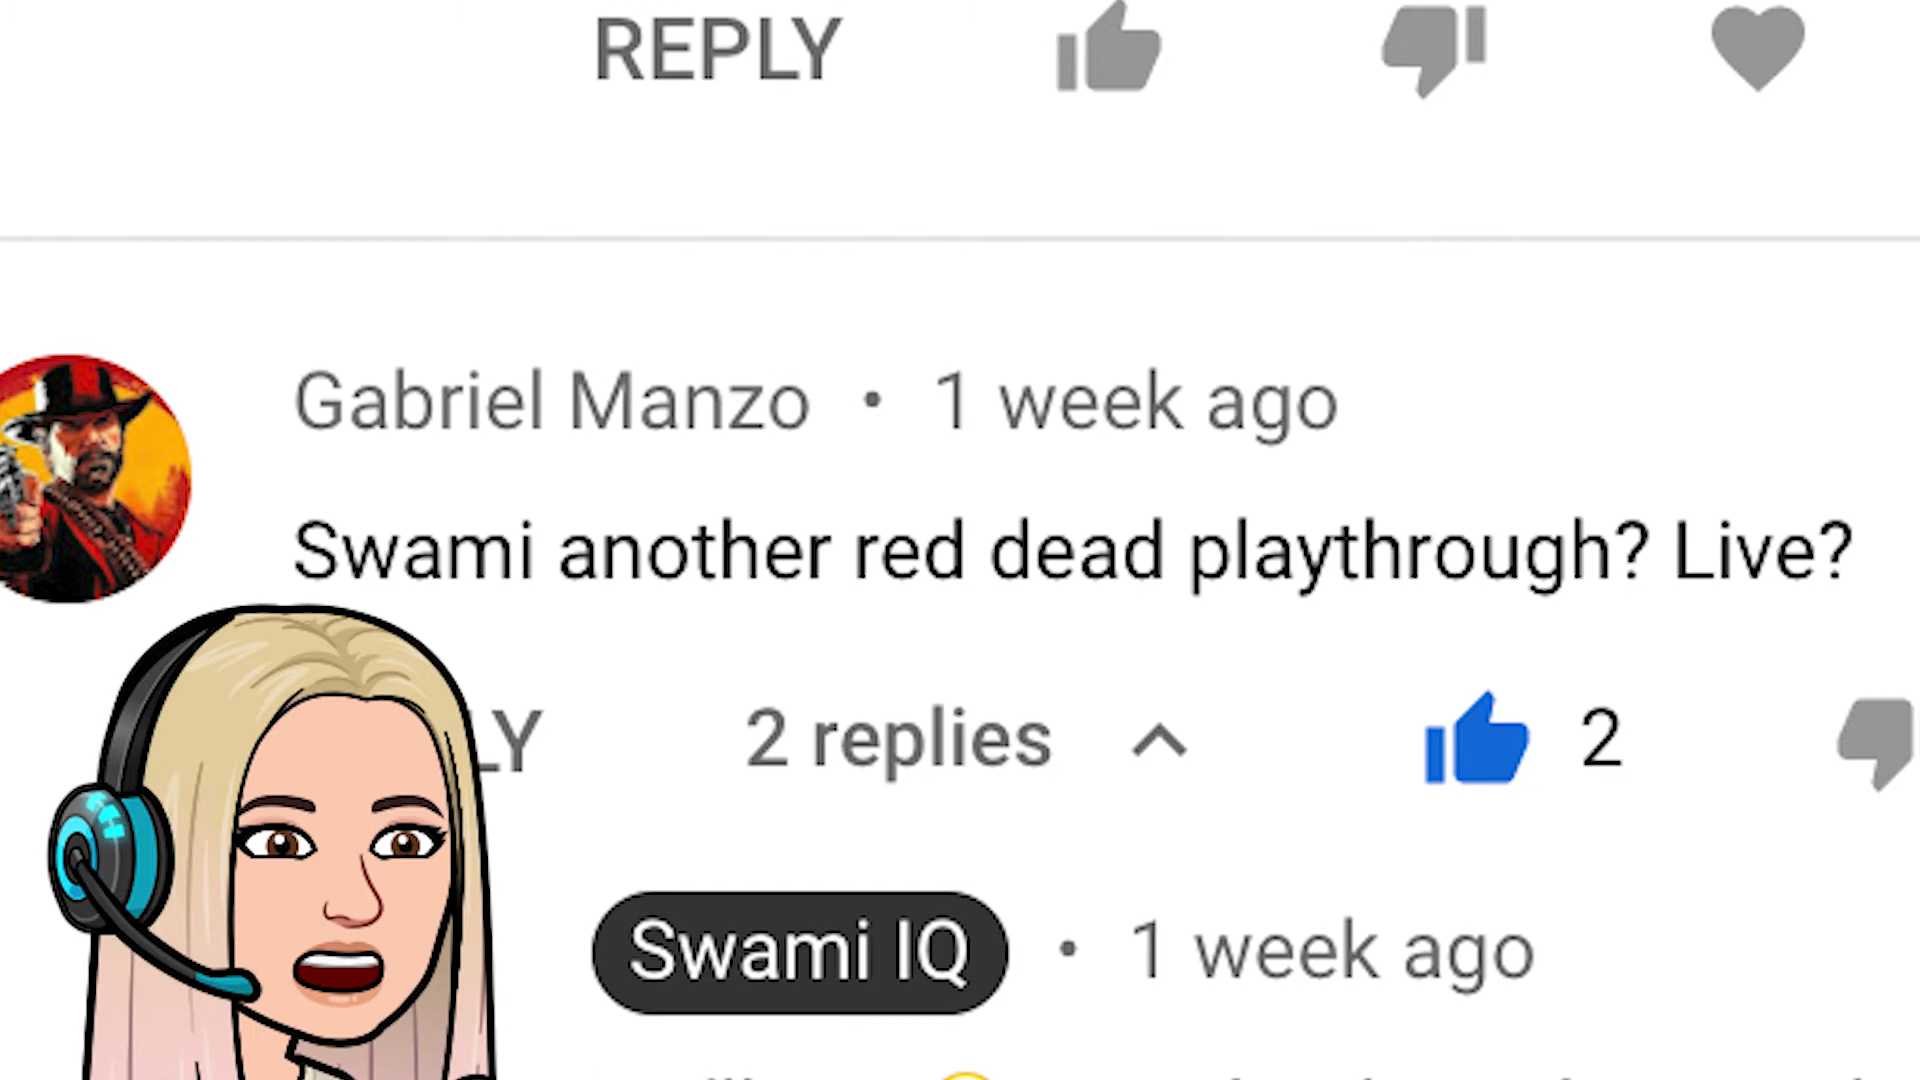 REPLY
Gabriel Manzo • 1 week ago
Swami another red dead playthrough? Live?
LY 2 replies 2
Swami IQ • 1 week ago